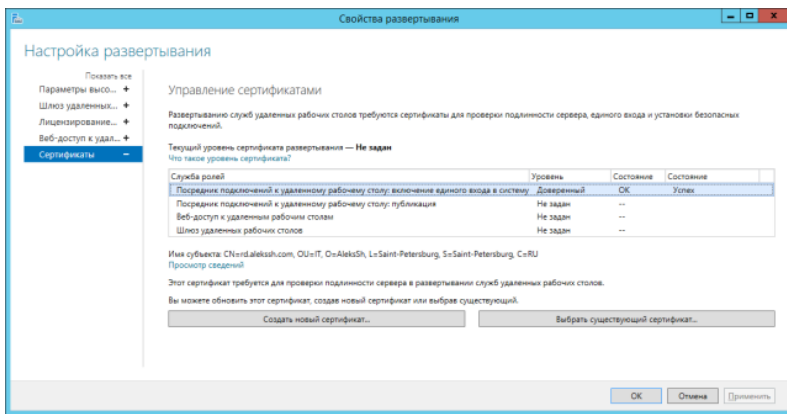 Свойства развертывания
Настройка развертывания
Показать все
Параметры высо... +
Шлюз удаленных... +
Лицензирование... +
Веб-доступ к удал... +
Сертификаты –
Управление сертификатами
Развертыванию служб удаленных рабочих столов требуются сертификаты для проверки подлинности сервера, единого входа и установки безопасных
подключений.
Текущий уровень сертификата развертывания — Не задан
Что такое уровень сертификата?
Служба ролей Уровень Состояние Состояние
Посредник подключений к удаленному рабочему столу: включение единого входа в систему Доверенный OK Успех
Посредник подключений к удаленному рабочему столу: публикация Не задан --
Веб-доступ к удаленным рабочим столам Не задан --
Шлюз удаленных рабочих столов Не задан --
Имя субъекта: CN=rd.alekssh.com, OU=IT, O=AleksSh, L=Saint-Petersburg, S=Saint-Petersburg, C=RU
Просмотр сведений
Этот сертификат требуется для проверки подлинности сервера в развертывании служб удаленных рабочих столов.
Вы можете обновить этот сертификат, создав новый сертификат или выбрав существующий.
Создать новый сертификат... Выбрать существующий сертификат...
OK Отмена Применить